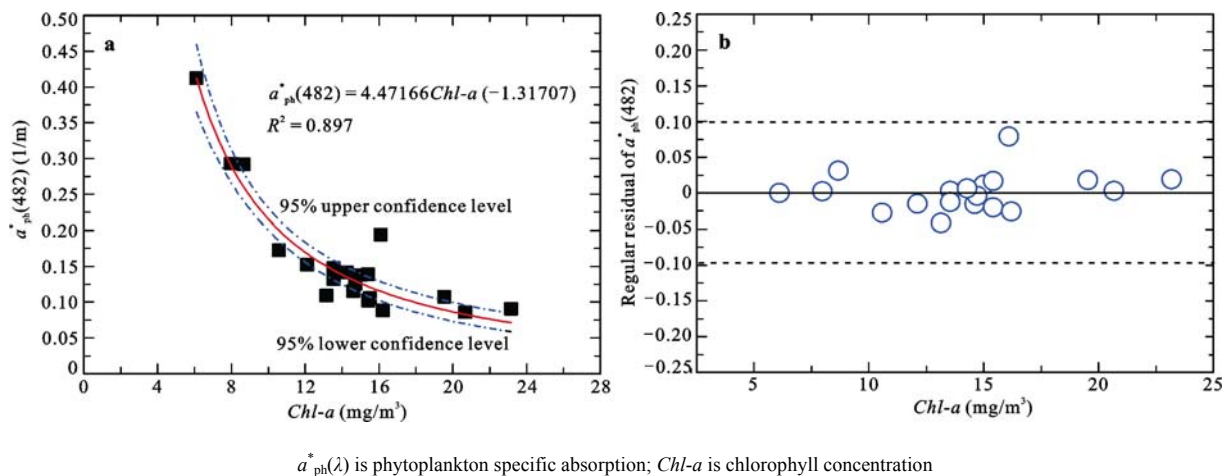 a
a*ph(482) = 4.47166Chl-a (−1.31707)
R² = 0.897
95% upper confidence level
95% lower confidence level
a*ph(482) (1/m)
0.45
0.40
0.30
0.25
0.20
0.15
0.10
0.05
0
0 4 8 12 16 20 24 28
Chl-a (mg/m³)
b
Regular residual of a*ph(482)
0.25
0.20
0.15
0.10
0.05
0
−0.05
−0.10
−0.15
−0.20
−0.25
5 10 15 20 25
Chl-a (mg/m³)
a*ph(λ) is phytoplankton specific absorption; Chl-a is chlorophyll concentration